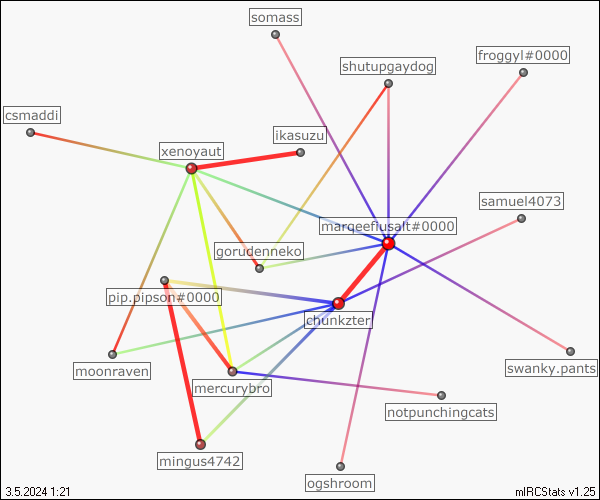 somass
froggyl#0000
shutupgaydog
csmaddi
ikasuzu
xenoyaut
samuel4073
marqeeflusalt#0000
gorudenneko
pip.pipson#0000
chunkzter
moonraven
swanky.pants
mercurybro
notpunchingcats
mingus4742
ogshroom
3.5.2024 1:21
mIRCStats v1.25